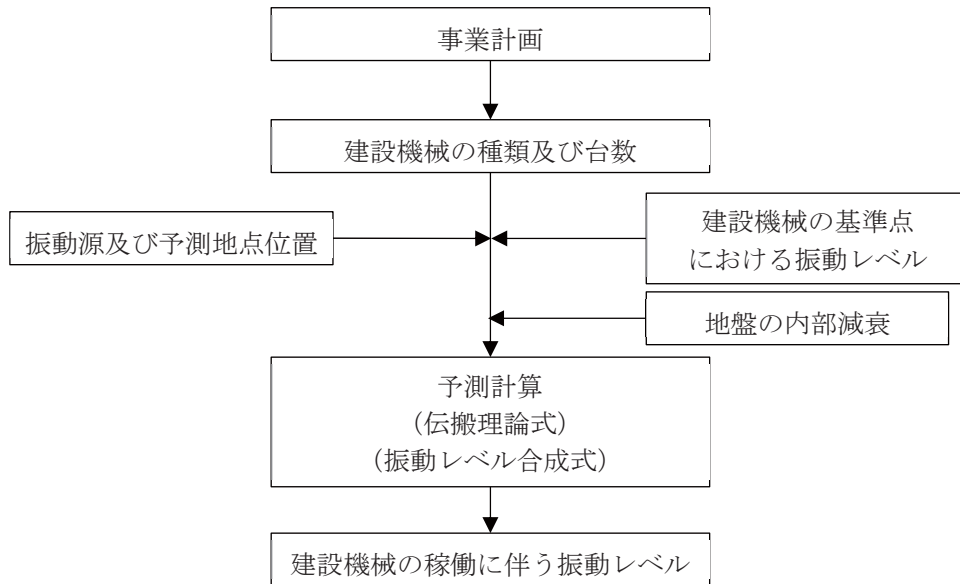 事業計画
建設機械の種類及び台数
振動源及び予測地点位置
建設機械の基準点
における振動レベル
地盤の内部減衰
予測計算
(伝搬理論式)
(振動レベル合成式)
建設機械の稼働に伴う振動レベル